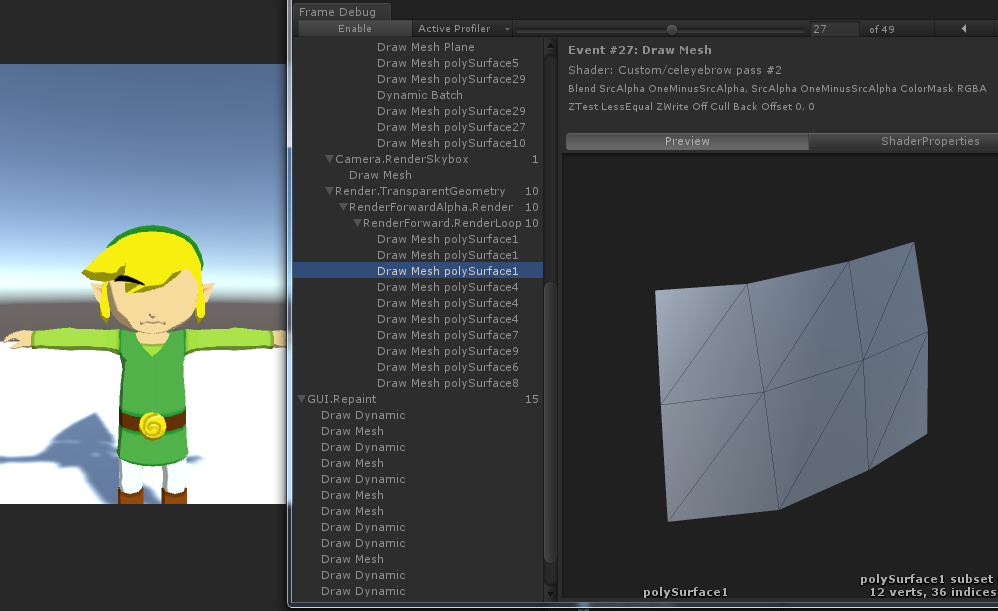 Frame Debug
Enable
Active Profiler
27
of 49
Draw Mesh Plane
Draw Mesh polySurface5
Draw Mesh polySurface29
Dynamic Batch
Draw Mesh polySurface29
Draw Mesh polySurface27
Draw Mesh polySurface10
Camera.RenderSkybox 1
Draw Mesh
Render.TransparentGeometry 10
RenderForwardAlpha.Render 10
RenderForward.RenderLoop 10
Draw Mesh polySurface1
Draw Mesh polySurface1
Draw Mesh polySurface1
Draw Mesh polySurface4
Draw Mesh polySurface4
Draw Mesh polySurface4
Draw Mesh polySurface7
Draw Mesh polySurface9
Draw Mesh polySurface6
Draw Mesh polySurface8
GUI.Repaint 15
Draw Dynamic
Draw Mesh
Draw Dynamic
Draw Mesh
Draw Dynamic
Draw Mesh
Draw Mesh
Draw Dynamic
Draw Dynamic
Draw Mesh
Draw Dynamic
Draw Dynamic
Event #27: Draw Mesh
Shader: Custom/celeyebrow pass #2
Blend SrcAlpha OneMinusSrcAlpha, SrcAlpha OneMinusSrcAlpha ColorMask RGBA
ZTest LessEqual ZWrite Off Cull Back Offset 0, 0
Preview
ShaderProperties
polySurface1
polySurface1 subset
12 verts, 36 indices